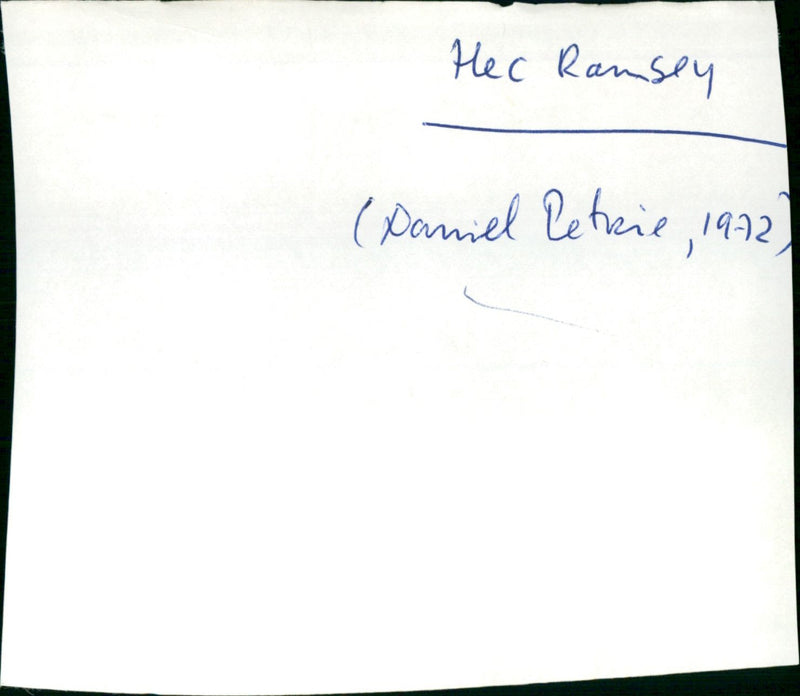 Hec Ramsey
(Daniel Petrie, 1972)